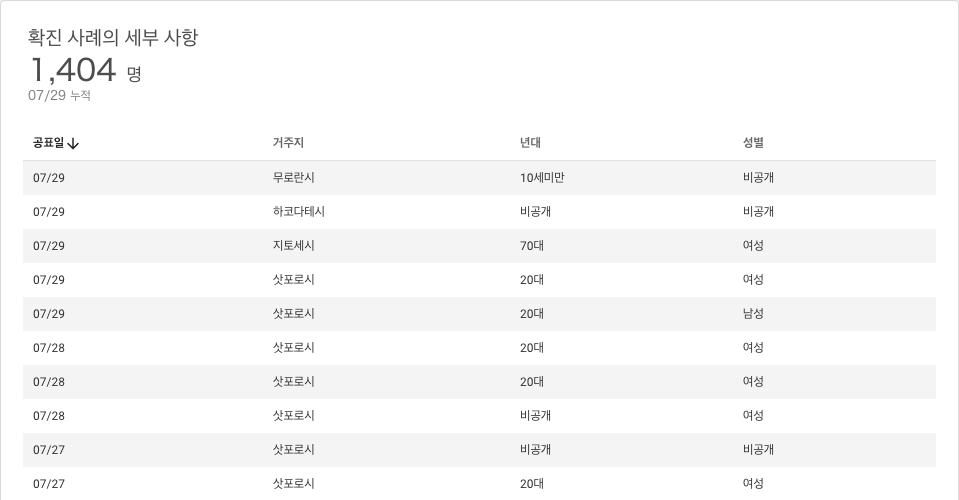 확진 사례의 세부 사항
1,404 명
07/29 누적
공표일 거주지 년대 성별
07/29 무로란시 10세미만 비공개
07/29 하코다테시 비공개 비공개
07/29 지토세시 70대 여성
07/29 삿포로시 20대 여성
07/29 삿포로시 20대 남성
07/28 삿포로시 20대 여성
07/28 삿포로시 20대 여성
07/28 삿포로시 비공개 여성
07/27 삿포로시 비공개 비공개
07/27 삿포로시 20대 여성